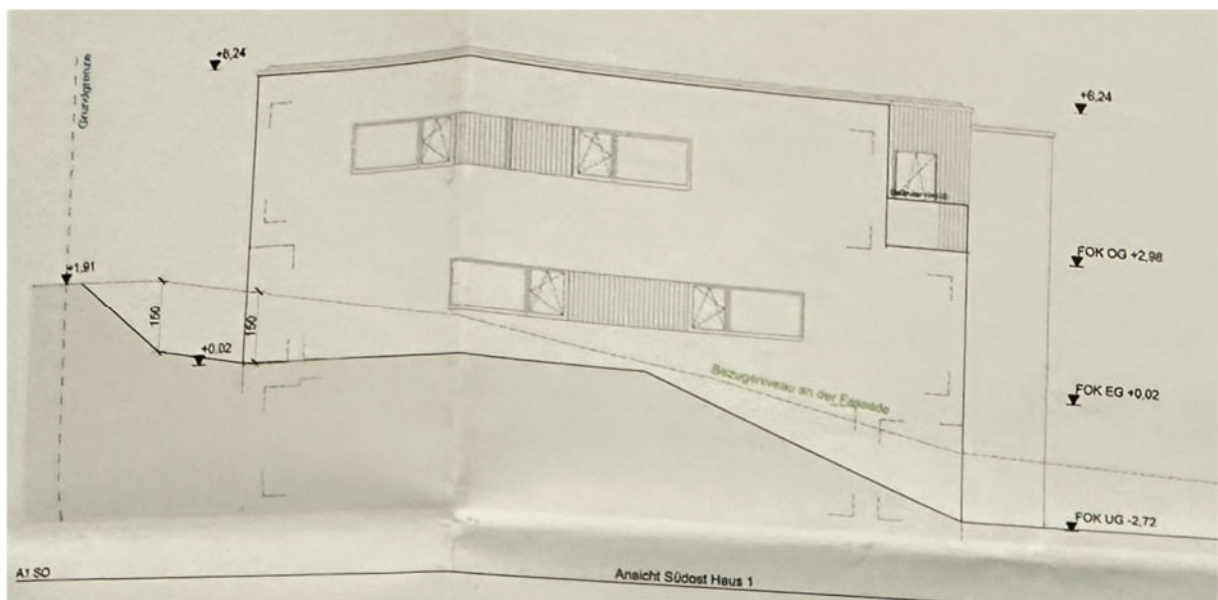 Grundgrenze
+6,24
+6,24
+1,91
150
150
+0,02
FOK OG +2,98
Bezugsniveau an der Fassade
FOK EG +0,02
FOK UG -2,72
A1 SO
Ansicht Südost Haus 1